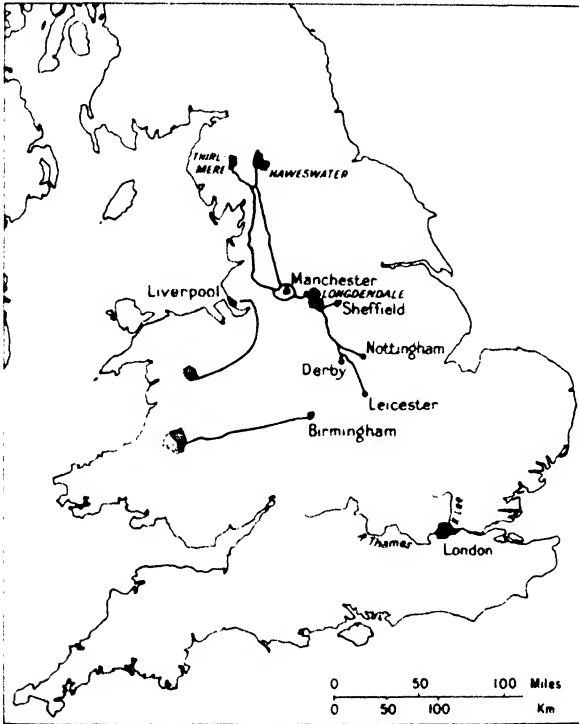 THIRL
MERE
HAWESWATER
Manchester
LONGDENDALE
Liverpool
Sheffield
Nottingham
Derby
Leicester
Birmingham
R Lee
Thames
London
0 50 100 Miles
0 50 100 Km